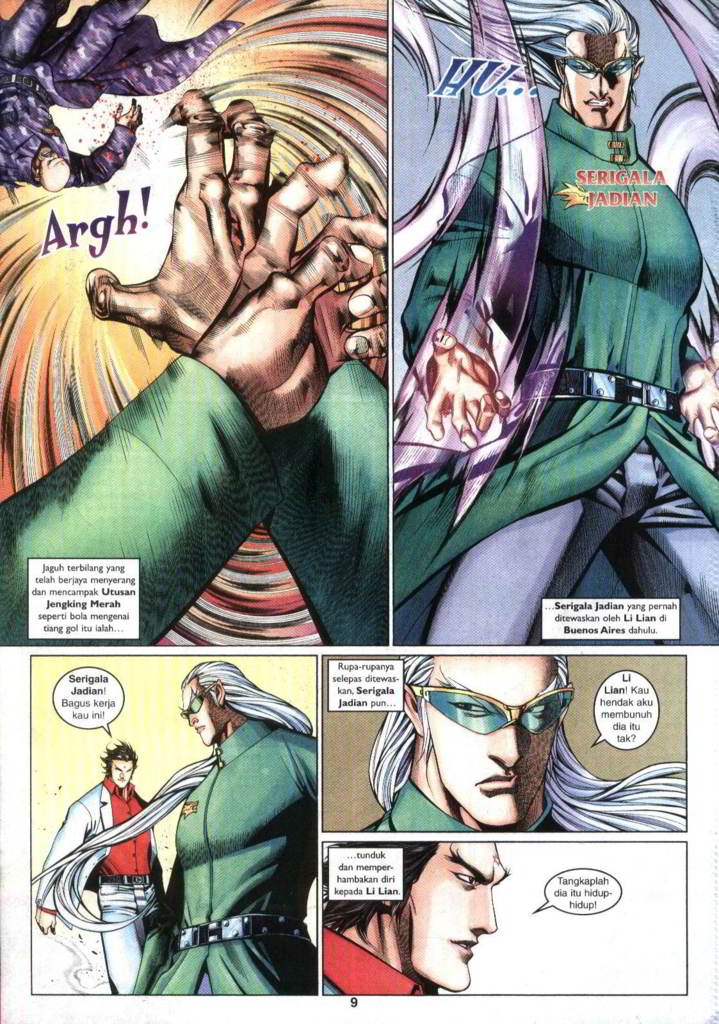 Argh!
Jaguh terbilang yang
telah berjaya menyerang
dan mencampak Utusan
Jengking Merah
seperti bola mengenai
tiang gol itu ialah...
HU...
SERIGALA
JADIAN
...Serigala Jadian yang pernah
ditewaskan oleh Li Lian di
Buenos Aires dahulu.
Serigala
Jadian!
Bagus kerja
kau ini!
Rupa-rupanya
selepas ditewas-
kan, Serigala
Jadian pun...
Li
Lian! Kau
hendak aku
membunuh
dia itu
tak?
...tunduk
dan memper-
hambakan diri
kepada Li Lian.
Tangkaplah
dia itu hidup-
hidup!
9